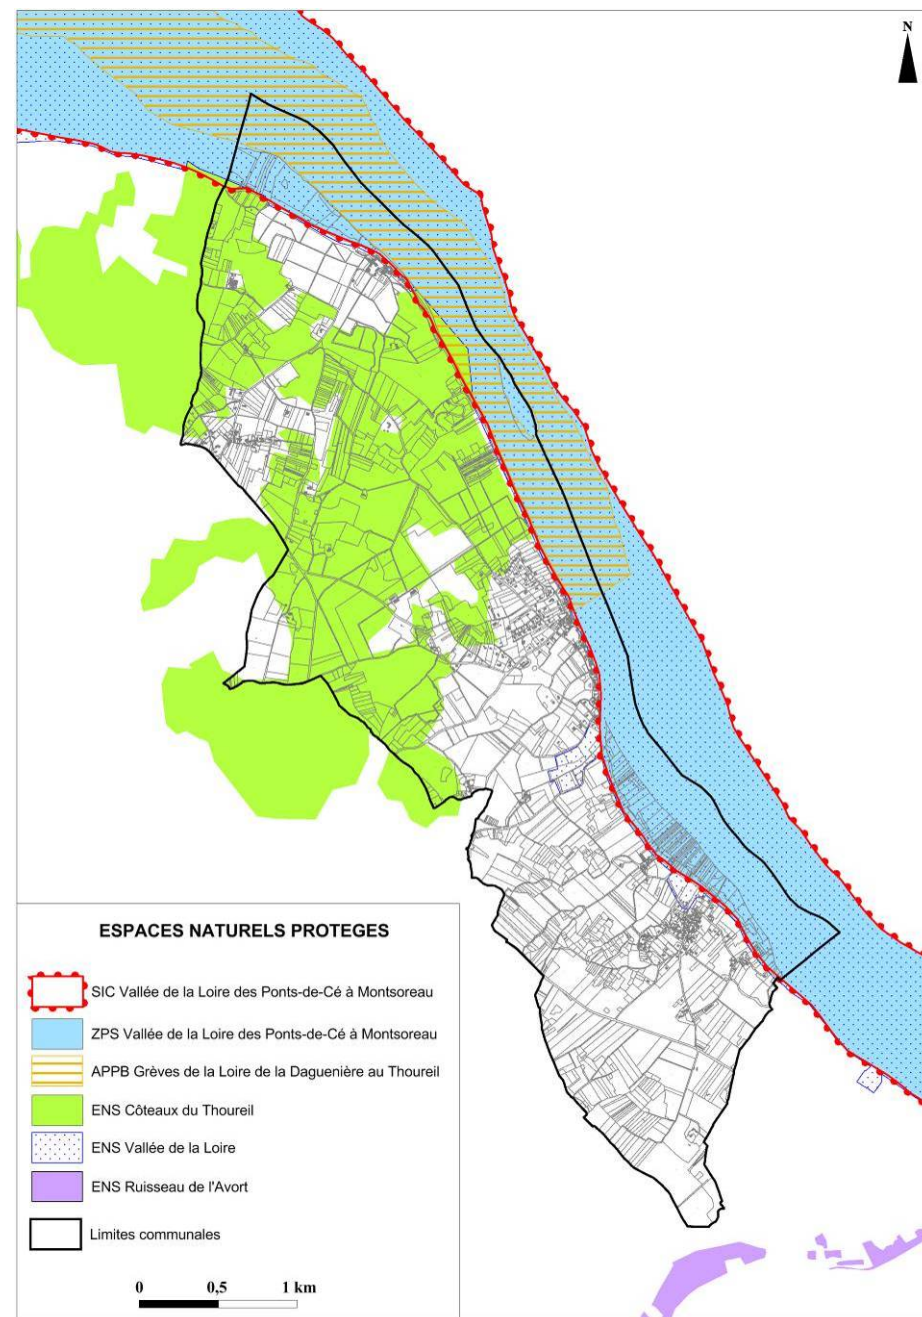 N
ESPACES NATURELS PROTEGES
SIC Vallée de la Loire des Ponts-de-Cé à Montsoreau
ZPS Vallée de la Loire des Ponts-de-Cé à Montsoreau
APPB Grèves de la Loire de la Daguenière au Thoureil
ENS Côteaux du Thoureil
ENS Vallée de la Loire
ENS Ruisseau de l'Avort
Limites communales
0 0,5 1 km